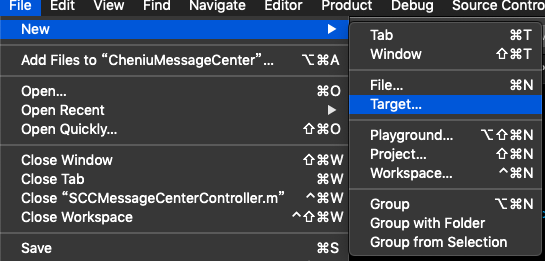 File Edit View Find Navigate Editor Product Debug Source Contro
New
Add Files to “CheniuMessageCenter”... ⌥⌘A
Open... ⌘O
Open Recent
Open Quickly... ⇧⌘O
Close Window ⇧⌘W
Close Tab ⌘W
Close “SCCMessageCenterController.m” ^⌘W
Close Workspace ^⇧⌘W
Save ⌘S
Tab ⌘T
Window ⇧⌘T
File... ⌘N
Target...
Playground... ⌥⇧⌘N
Project... ⇧⌘N
Workspace... ^⌘N
Group ⌥⌘N
Group with Folder
Group from Selection